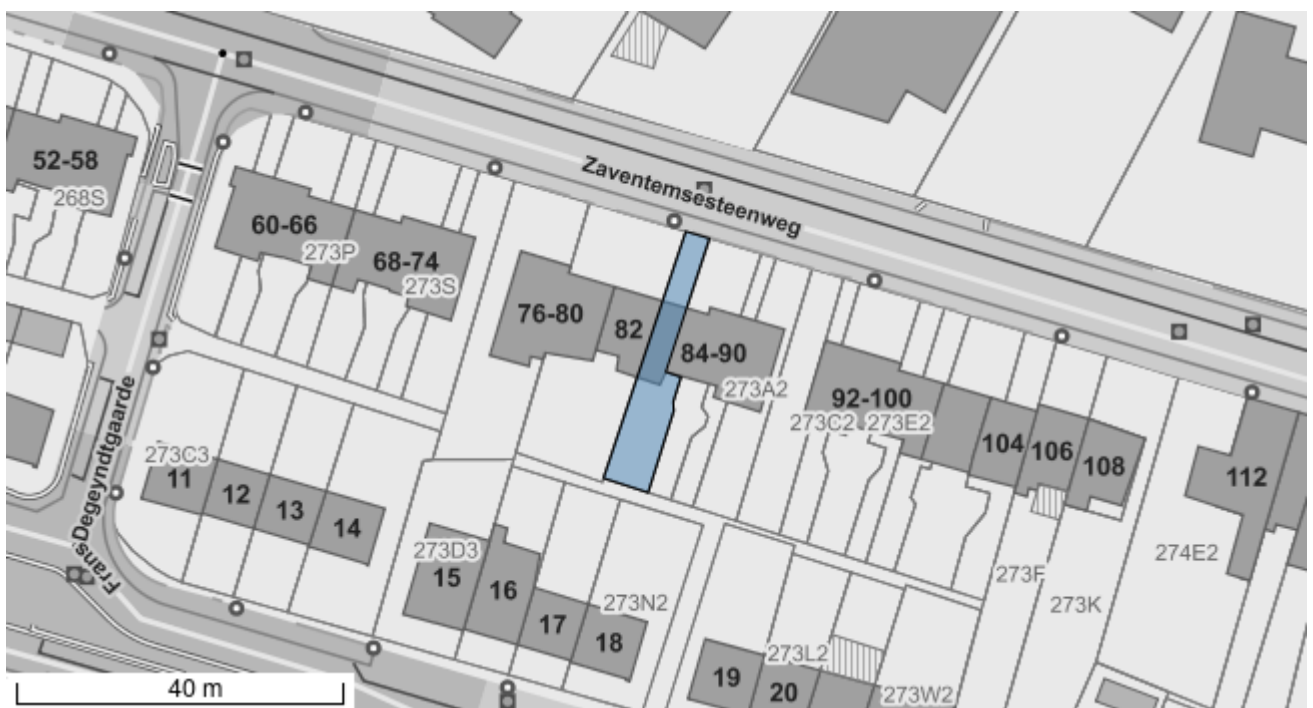 52-58
268S
Zaventemsesteenweg
60-66
273P
68-74
273S
76-80
82
84-90
273A2
92-100
273C2
273E2
104
106
108
112
Frans Degeyndtgaarde
273C3
11
12
13
14
273D3
15
16
17
18
273N2
273F
273K
274E2
19
20
273L2
273W2
40 m